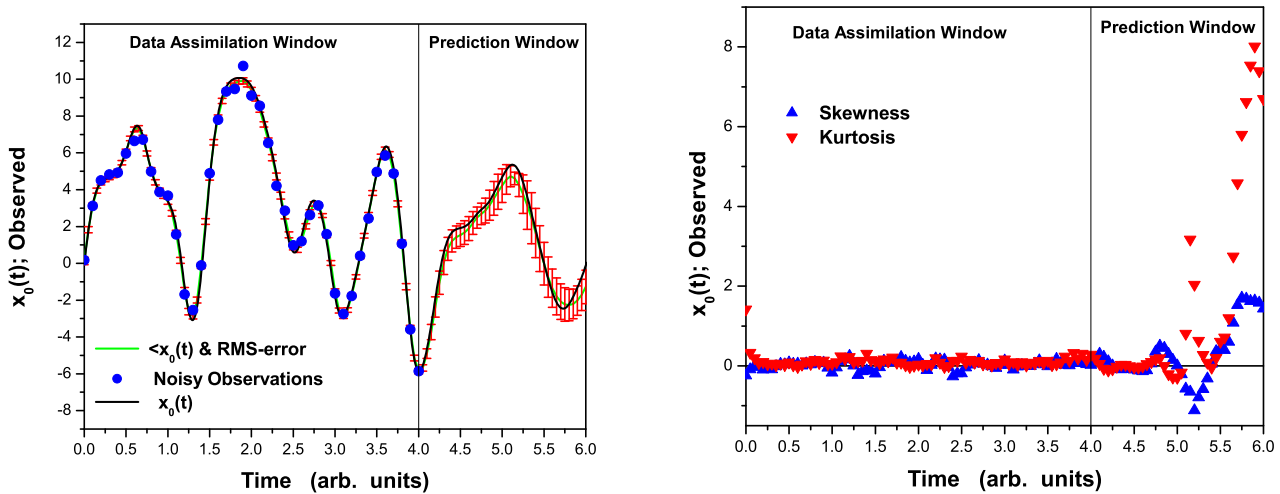 Data Assimilation Window
Prediction Window
12
10
8
6
4
2
0
-2
-4
-6
-8
x0(t); Observed
<x0(t) & RMS-error
Noisy Observations
x0(t)
0.0 0.5 1.0 1.5 2.0 2.5 3.0 3.5 4.0 4.5 5.0 5.5 6.0
Time (arb. units)
Data Assimilation Window
Prediction Window
8
6
4
2
0
x0(t); Observed
Skewness
Kurtosis
0.0 0.5 1.0 1.5 2.0 2.5 3.0 3.5 4.0 4.5 5.0 5.5 6.0
Time (arb. units)